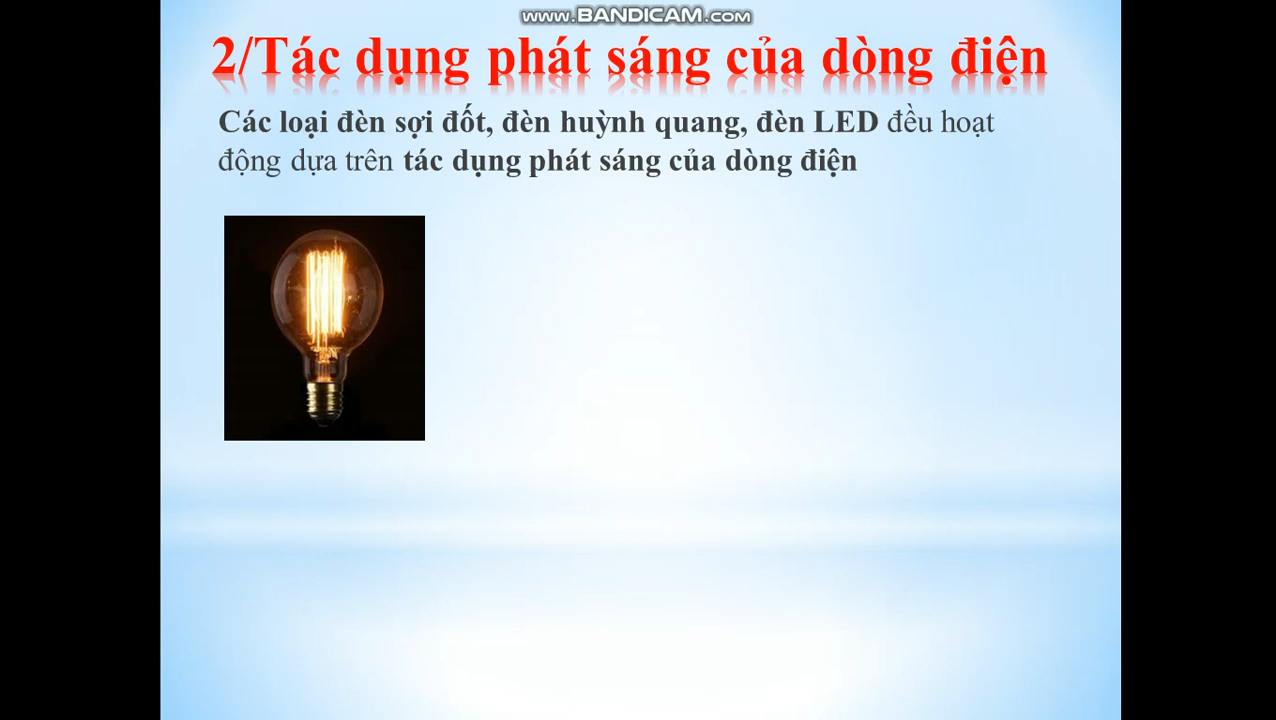 www.BANDICAM.com
2/Tác dụng phát sáng của dòng điện
Các loại đèn sợi đốt, đèn huỳnh quang, đèn LED đều hoạt
động dựa trên tác dụng phát sáng của dòng điện